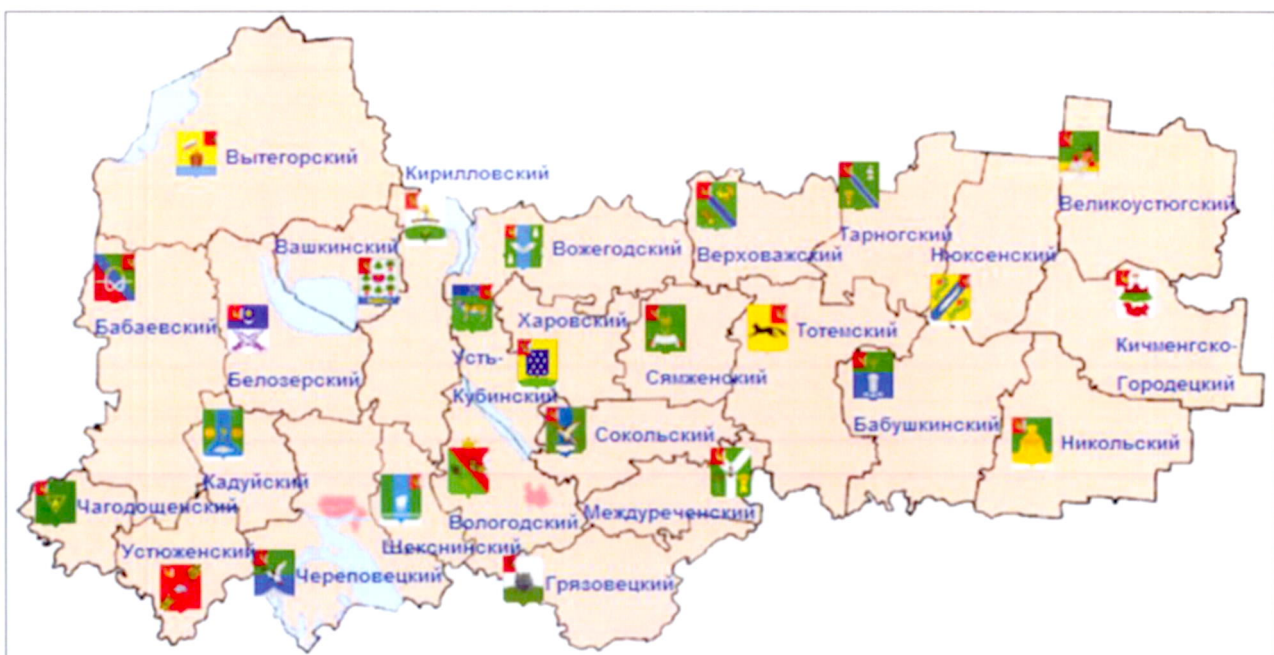 Вытегорский
Кирилловский
Великоустюгский
Тарногский
Вашкинский
Вожегодский
Верховажский
Нюксенский
Бабаевский
Харовский
Тотемский
Кичменгско-
Городецкий
Усть-
Кубинский
Белозерский
Сямженский
Бабушкинский
Сокольский
Никольский
Кадуйский
Чагодощенский
Вологодский
Междуреченский
Устюженский
Шекснинский
Череповецкий
Грязовецкий